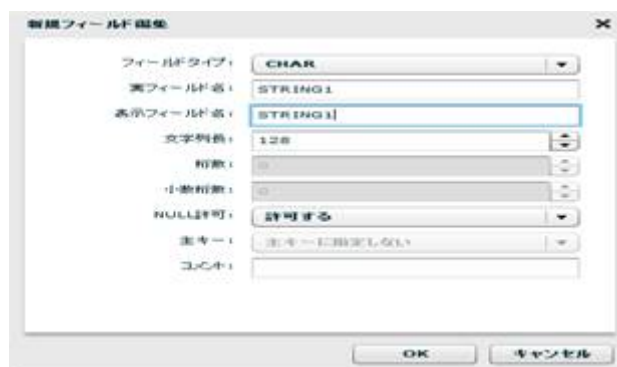 新規フィールド編集
フィールドタイプ: CHAR
実フィールド名: STRING1
表示フィールド名: STRING1
文字列長: 128
桁数: 0
小数桁数: 0
NULL許可: 許可する
主キー: 主キーに指定しない
コメント:
OK キャンセル